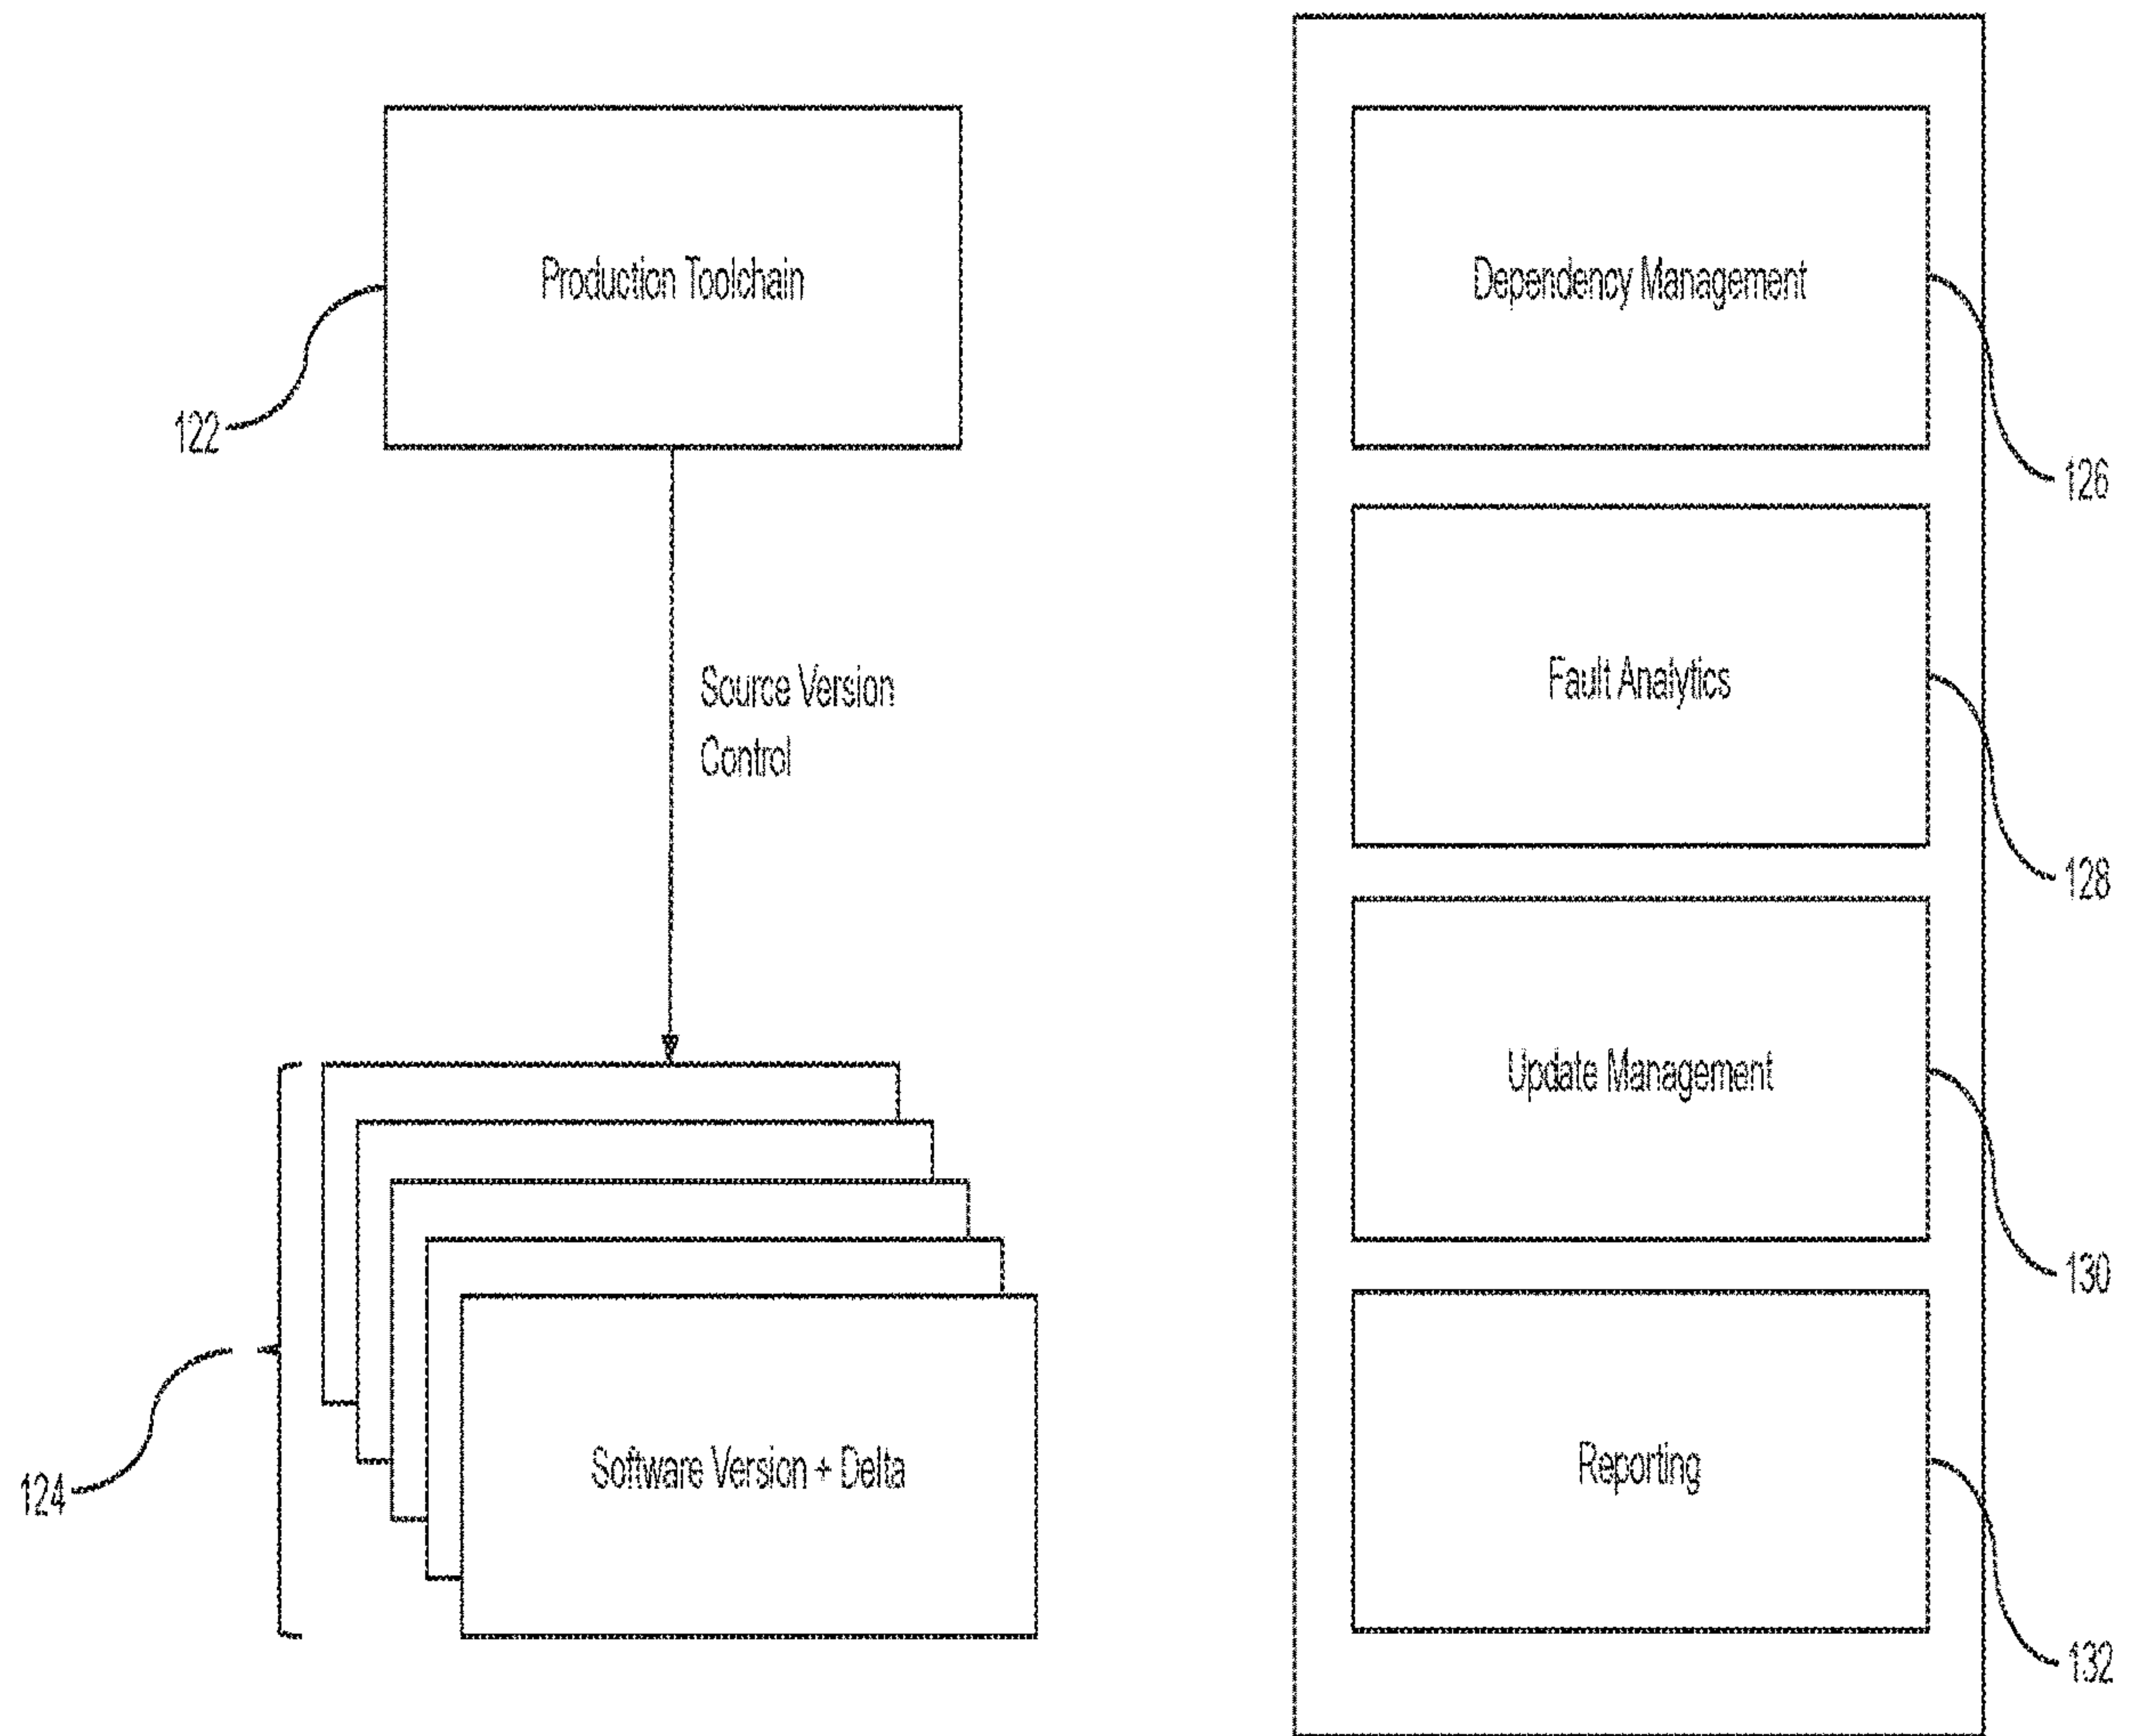 Production Toolchain
122
Source Version
Control
Software Version + Delta
124
Dependency Management
126
Fault Analytics
128
Update Management
130
Reporting
132